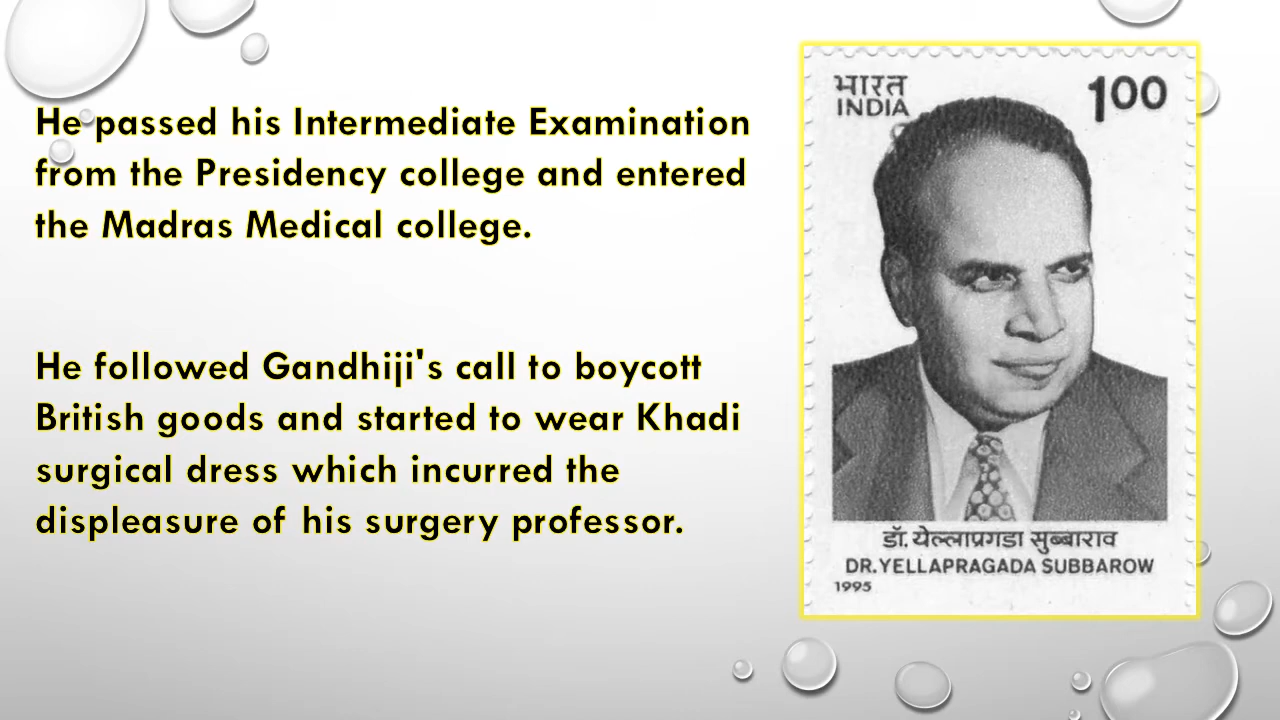 He passed his Intermediate Examination
from the Presidency college and entered
the Madras Medical college.
He followed Gandhiji's call to boycott
British goods and started to wear Khadi
surgical dress which incurred the
displeasure of his surgery professor.
भारत
INDIA
100
डॉ. येल्लाप्रगडा सुब्बाराव
DR. YELLAPRAGADA SUBBAROW
1995